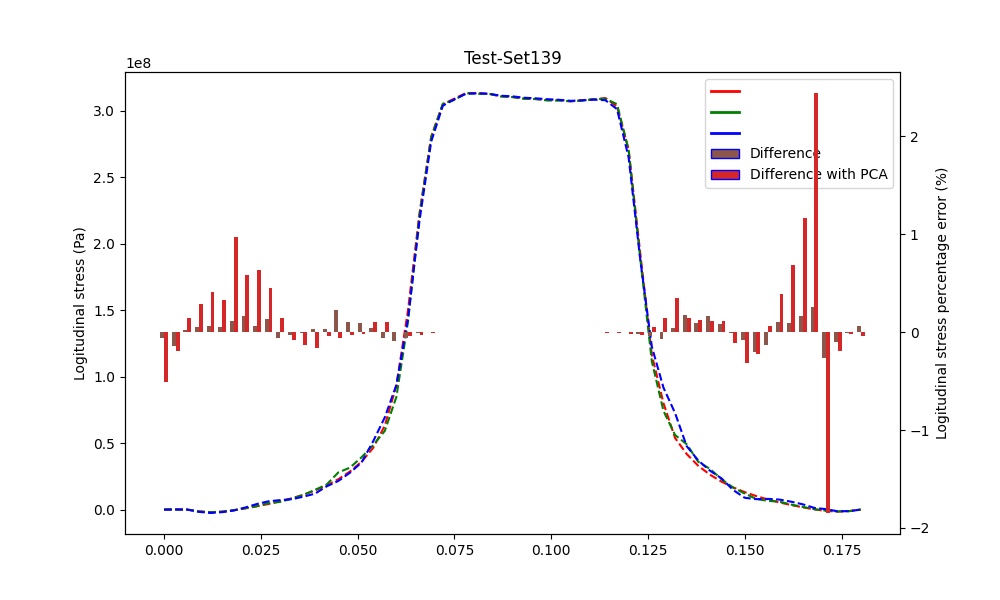 Test-Set139
1e8
3.0
2.5
2.0
1.5
1.0
0.5
0.0
Logitudinal stress (Pa)
Difference
Difference with PCA
2
1
0
−1
−2
Logitudinal stress percentage error (%)
0.000 0.025 0.050 0.075 0.100 0.125 0.150 0.175